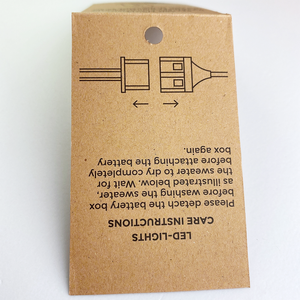 LED-LIGHTS
CARE INSTRUCTIONS
Please detach the battery box
before washing the sweater,
as illustrated below. Wait for
the sweater to dry completely
before attaching the battery
box again.